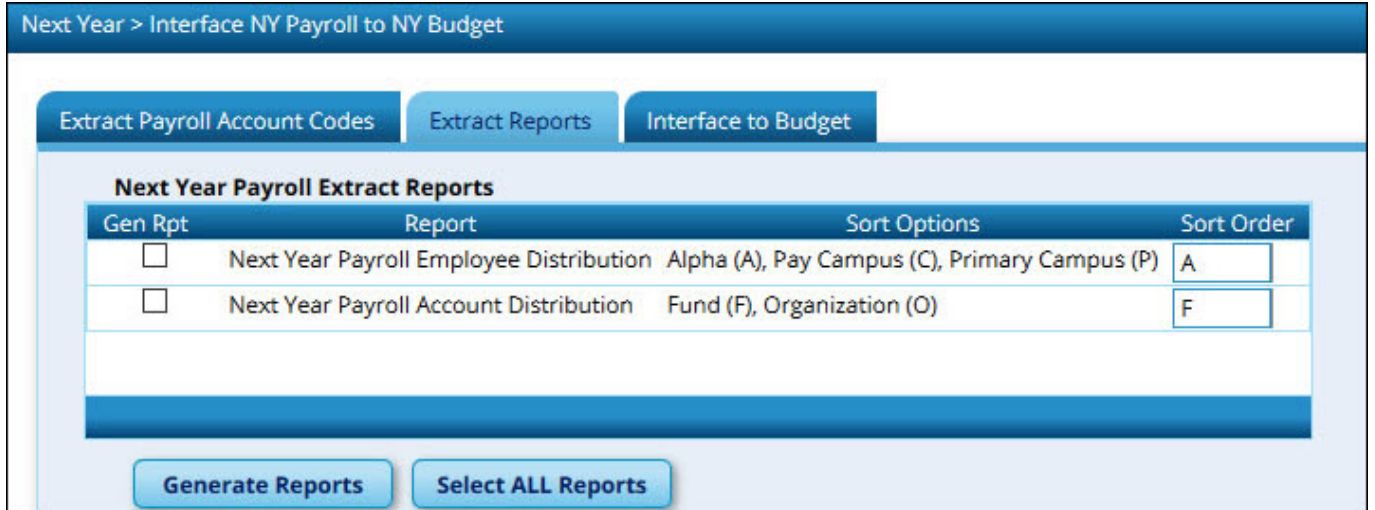 Next Year > Interface NY Payroll to NY Budget
Extract Payroll Account Codes Extract Reports Interface to Budget
Next Year Payroll Extract Reports
Gen Rpt Report Sort Options Sort Order
Next Year Payroll Employee Distribution Alpha (A), Pay Campus (C), Primary Campus (P) A
Next Year Payroll Account Distribution Fund (F), Organization (O) F
Generate Reports Select ALL Reports